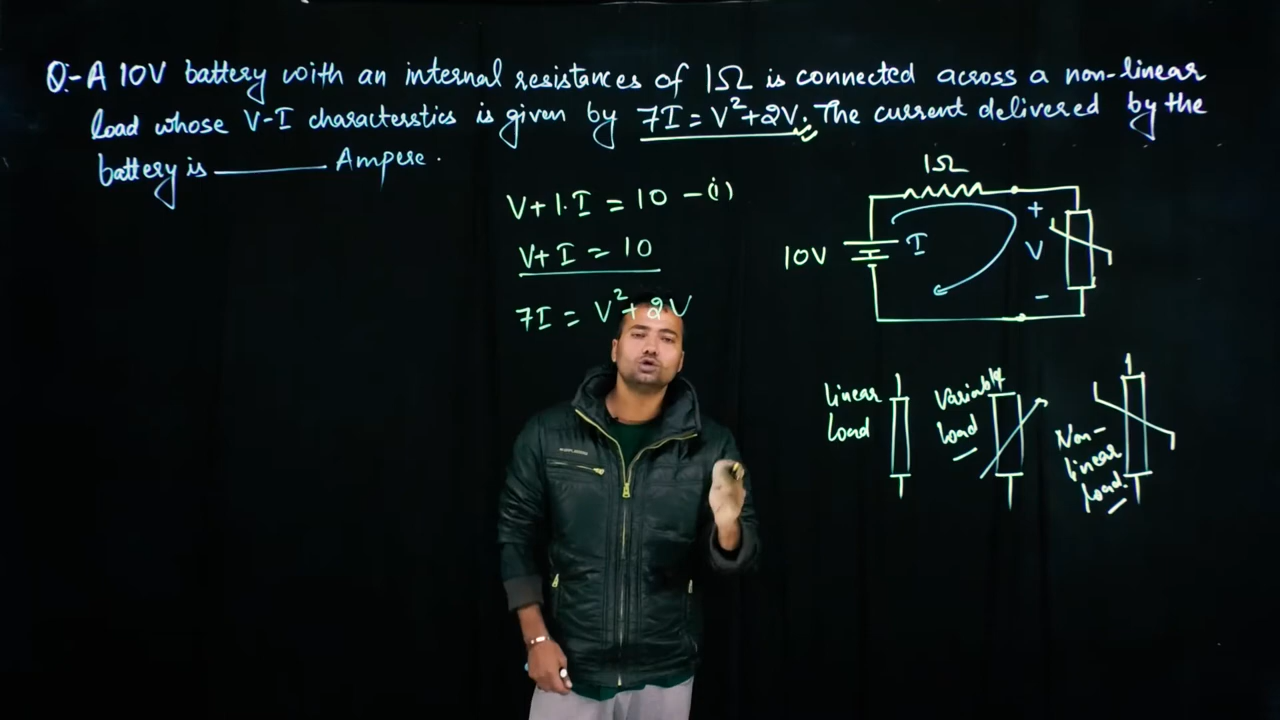 Q.- A 10V battery with an internal resistances of 1Ω is connected across a non-linear
load whose V-I characterstics is given by 7I = V²+2V. The current delivered by the
battery is ______ Ampere.
V+1.I = 10 -(i)
V+I = 10
7I = V²+2V
1Ω
10V
I
+
V
-
Linear
load
Variable
load
Non-
linear
load.